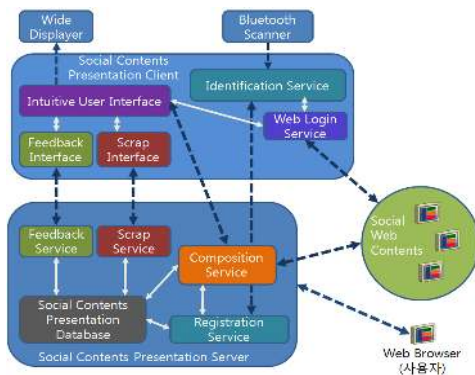 Wide
Displayer
Bluetooth
Scanner
Social Contents
Presentation Client
Identification Service
Intuitive User Interface
Web Login
Service
Feedback
Interface
Scrap
Interface
Social
Web
Contents
Feedback
Service
Scrap
Service
Composition
Service
Social Contents
Presentation
Database
Registration
Service
Social Contents Presentation Server
Web Browser
(사용자)